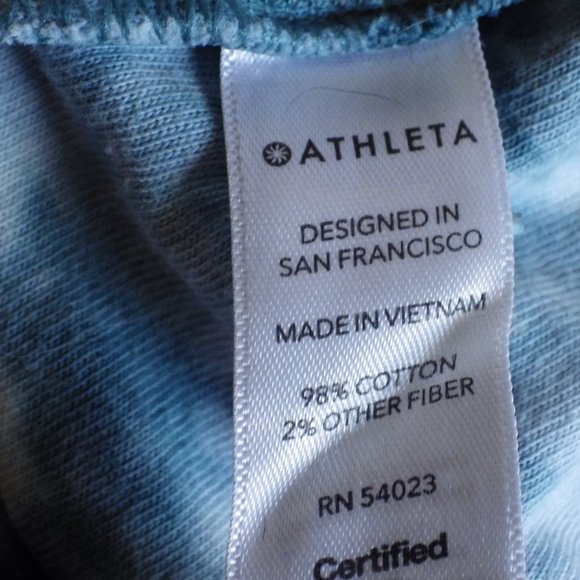 ATHLETA
DESIGNED IN
SAN FRANCISCO
MADE IN VIETNAM
98% COTTON
2% OTHER FIBER
RN 54023
Certified